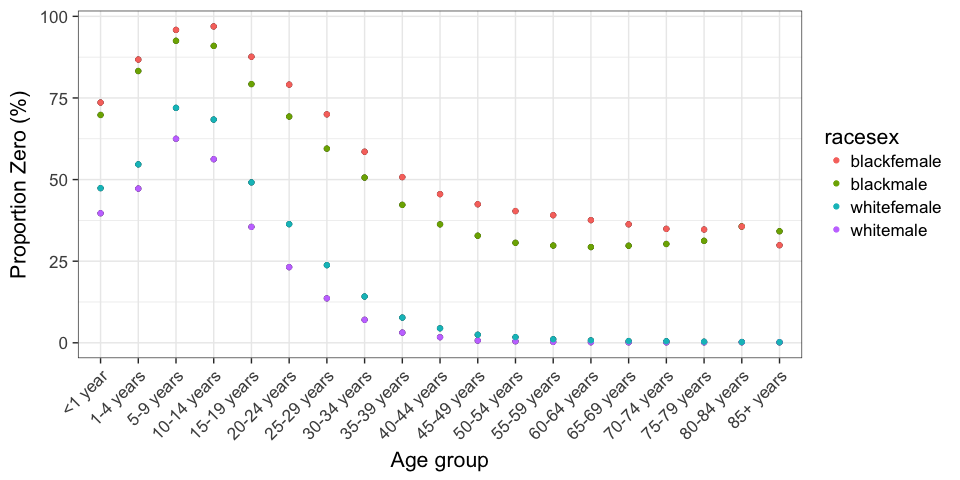 100
75
50
25
0
Proportion Zero (%)
<1 year
1-4 years
5-9 years
10-14 years
15-19 years
20-24 years
25-29 years
30-34 years
35-39 years
40-44 years
45-49 years
50-54 years
55-59 years
60-64 years
65-69 years
70-74 years
75-79 years
80-84 years
85+ years
Age group
racesex
blackfemale
blackmale
whitefemale
whitemale